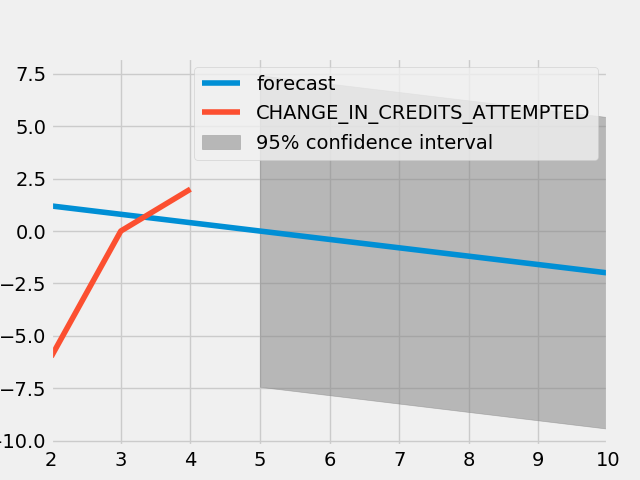 forecast
CHANGE_IN_CREDITS_ATTEMPTED
95% confidence interval
7.5
5.0
2.5
0.0
−2.5
−5.0
−7.5
10.0
2 3 4 5 6 7 8 9 10